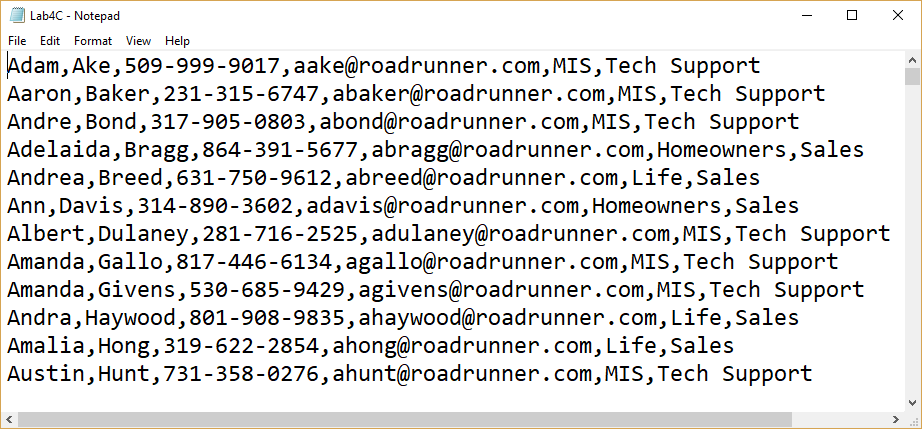 Lab4C - Notepad
File Edit Format View Help
Adam,Ake,509-999-9017,aake@roadrunner.com,MIS,Tech Support
Aaron,Baker,231-315-6747,abaker@roadrunner.com,MIS,Tech Support
Andre,Bond,317-905-0803,abond@roadrunner.com,MIS,Tech Support
Adelaida,Bragg,864-391-5677,abragg@roadrunner.com,Homeowners,Sales
Andrea,Breed,631-750-9612,abreed@roadrunner.com,Life,Sales
Ann,Davis,314-890-3602,adavis@roadrunner.com,Homeowners,Sales
Albert,Dulaney,281-716-2525,adulaney@roadrunner.com,MIS,Tech Support
Amanda,Gallo,817-446-6134,agallo@roadrunner.com,MIS,Tech Support
Amanda,Givens,530-685-9429,agivens@roadrunner.com,MIS,Tech Support
Andra,Haywood,801-908-9835,ahaywood@roadrunner.com,Life,Sales
Amalia,Hong,319-622-2854,ahong@roadrunner.com,Life,Sales
Austin,Hunt,731-358-0276,ahunt@roadrunner.com,MIS,Tech Support